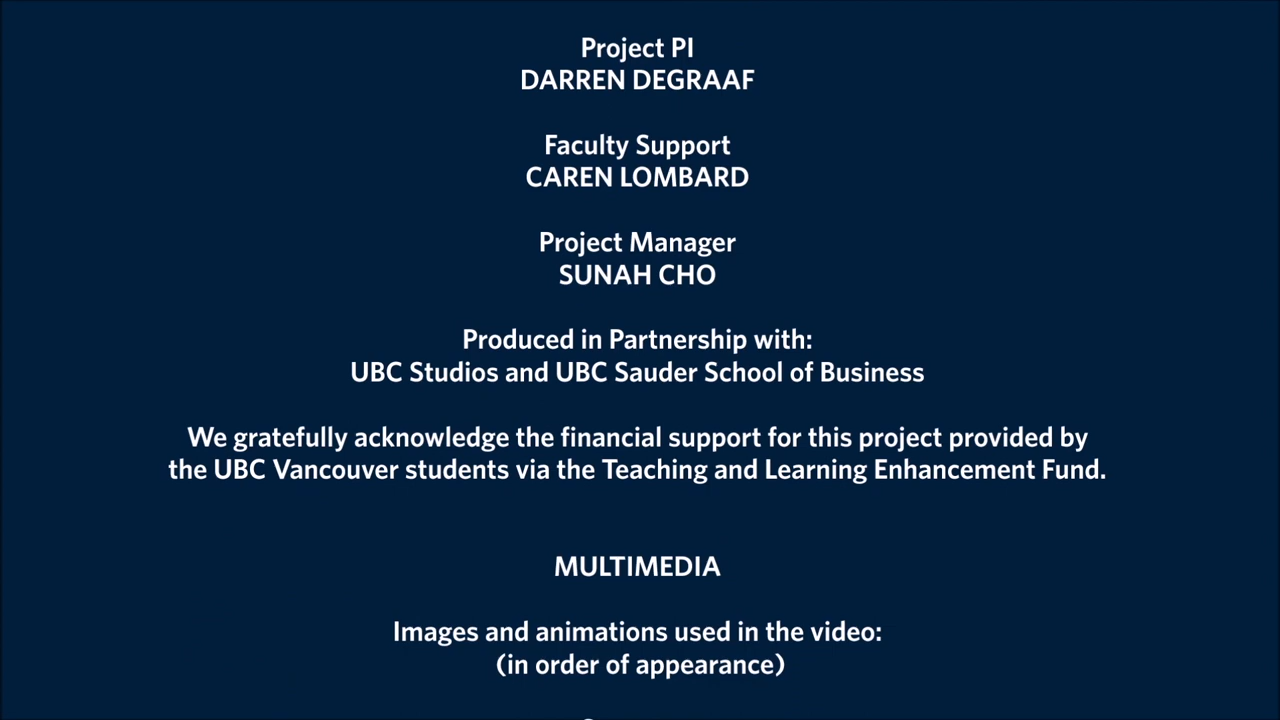 Project PI
DARREN DEGRAAF
Faculty Support
CAREN LOMBARD
Project Manager
SUNAH CHO
Produced in Partnership with:
UBC Studios and UBC Sauder School of Business
We gratefully acknowledge the financial support for this project provided by
the UBC Vancouver students via the Teaching and Learning Enhancement Fund.
MULTIMEDIA
Images and animations used in the video:
(in order of appearance)